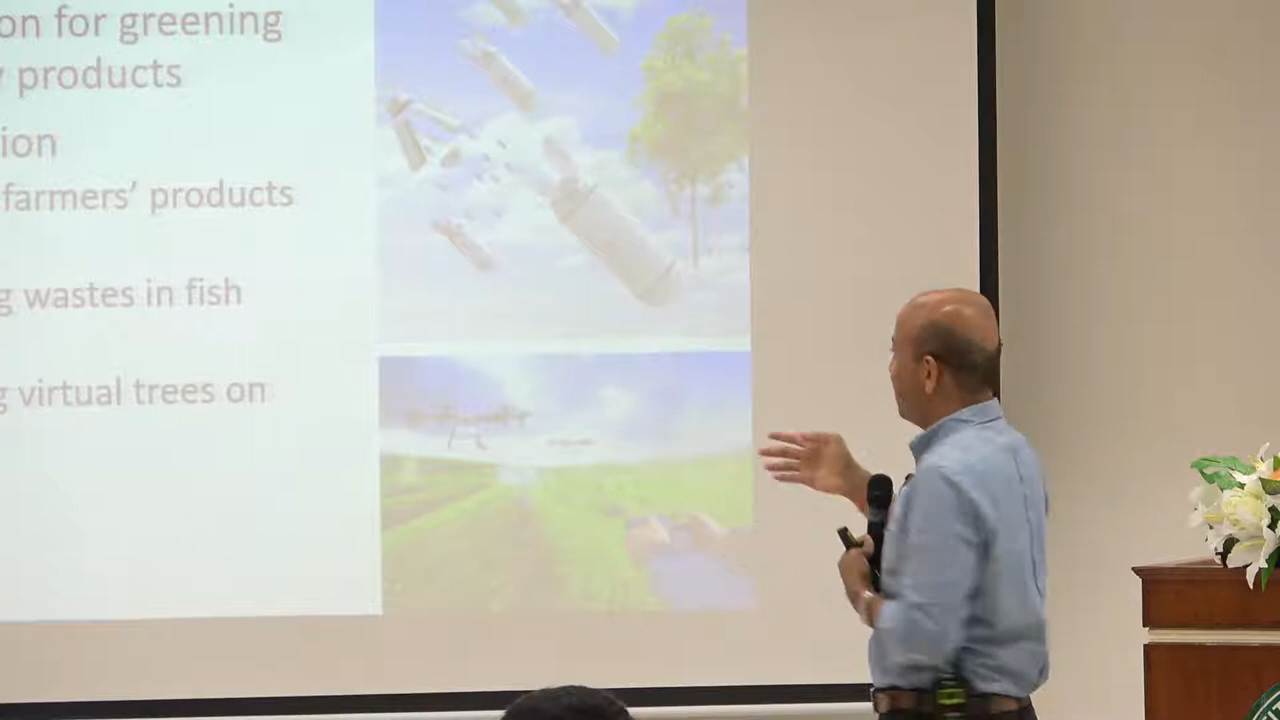 on for greening
products
ion
farmers' products
g wastes in fish
g virtual trees on